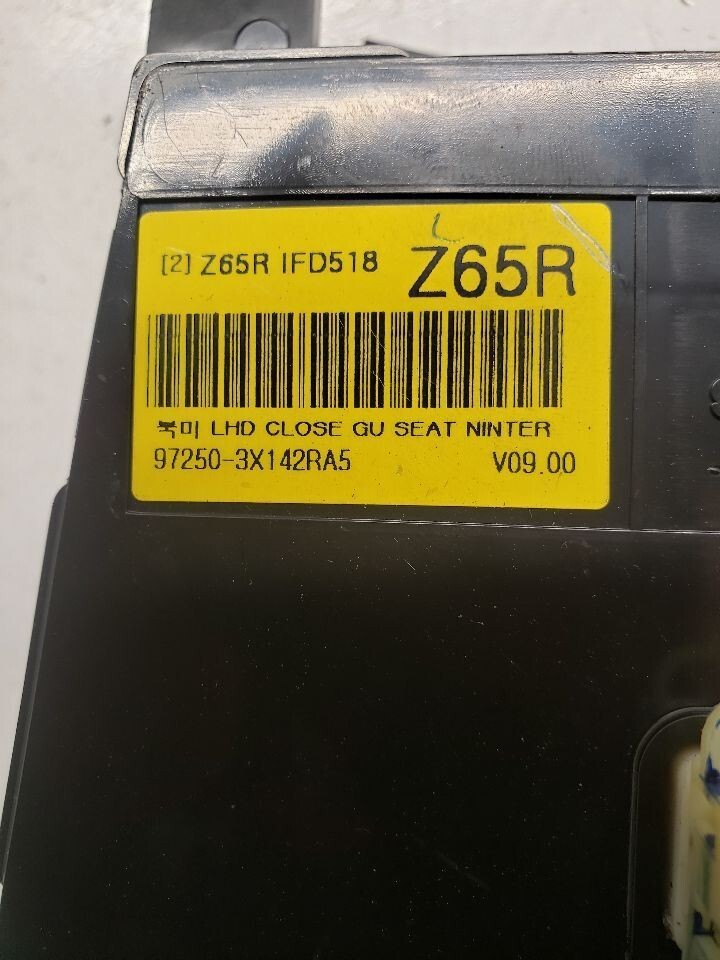 [2] Z65R IFD518 Z65R
북미 LHD CLOSE GU SEAT NINTER
97250-3X142RA5 V09.00